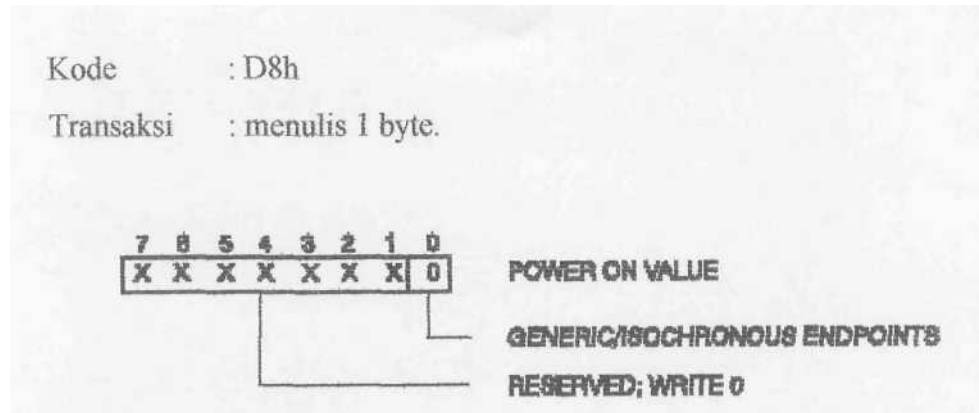 Kode : D8h
Transaksi : menulis 1 byte.
7 6 5 4 3 2 1 0
X X X X X X X 0 POWER ON VALUE
GENERIC/ISOCHRONOUS ENDPOINTS
RESERVED; WRITE 0